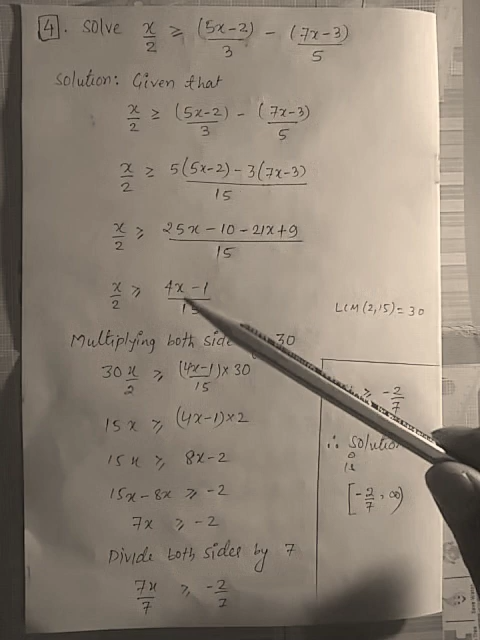 4. Solve x/2 ≥ (5x-2)/3 - (7x-3)/5
Solution: Given that
x/2 ≥ (5x-2)/3 - (7x-3)/5
x/2 ≥ 5(5x-2) - 3(7x-3)/15
x/2 ≥ 25x - 10 - 21x + 9/15
x/2 ≥ 4x - 1/15
LCM(2,15) = 30
Multiplying both side 30
30 x/2 ≥ (4x-1)/15 × 30
15x ≥ (4x-1)×2
15x ≥ 8x-2
15x-8x ≥ -2
7x ≥ -2
Divide both sides by 7
7x/7 ≥ -2/7
≥ -2/7
∴ Solution
is
[-2/7, ∞)